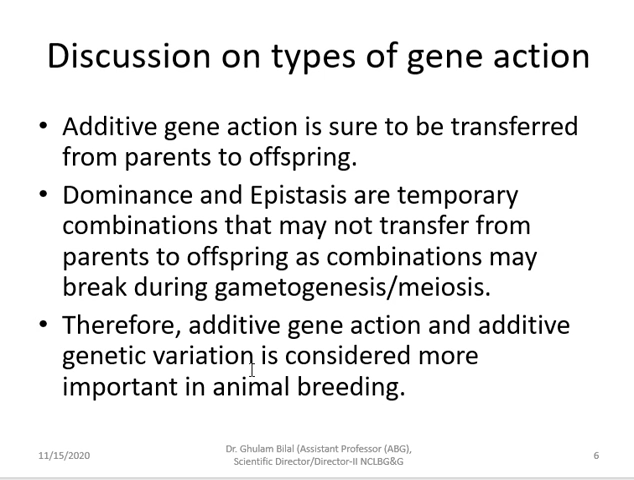 Discussion on types of gene action
• Additive gene action is sure to be transferred
from parents to offspring.
• Dominance and Epistasis are temporary
combinations that may not transfer from
parents to offspring as combinations may
break during gametogenesis/meiosis.
• Therefore, additive gene action and additive
genetic variation is considered more
important in animal breeding.
11/15/2020
Dr. Ghulam Bilal (Assistant Professor (ABG),
Scientific Director/Director-II NCLBG&G
6